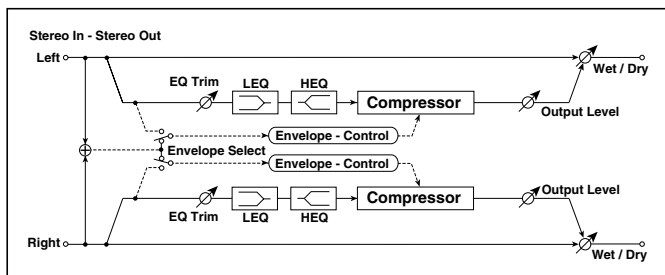 Stereo In - Stereo Out
Left
Wet / Dry
EQ Trim
LEQ
HEQ
Compressor
Output Level
Envelope - Control
Envelope Select
Envelope - Control
Output Level
EQ Trim
LEQ
HEQ
Compressor
Right
Wet / Dry